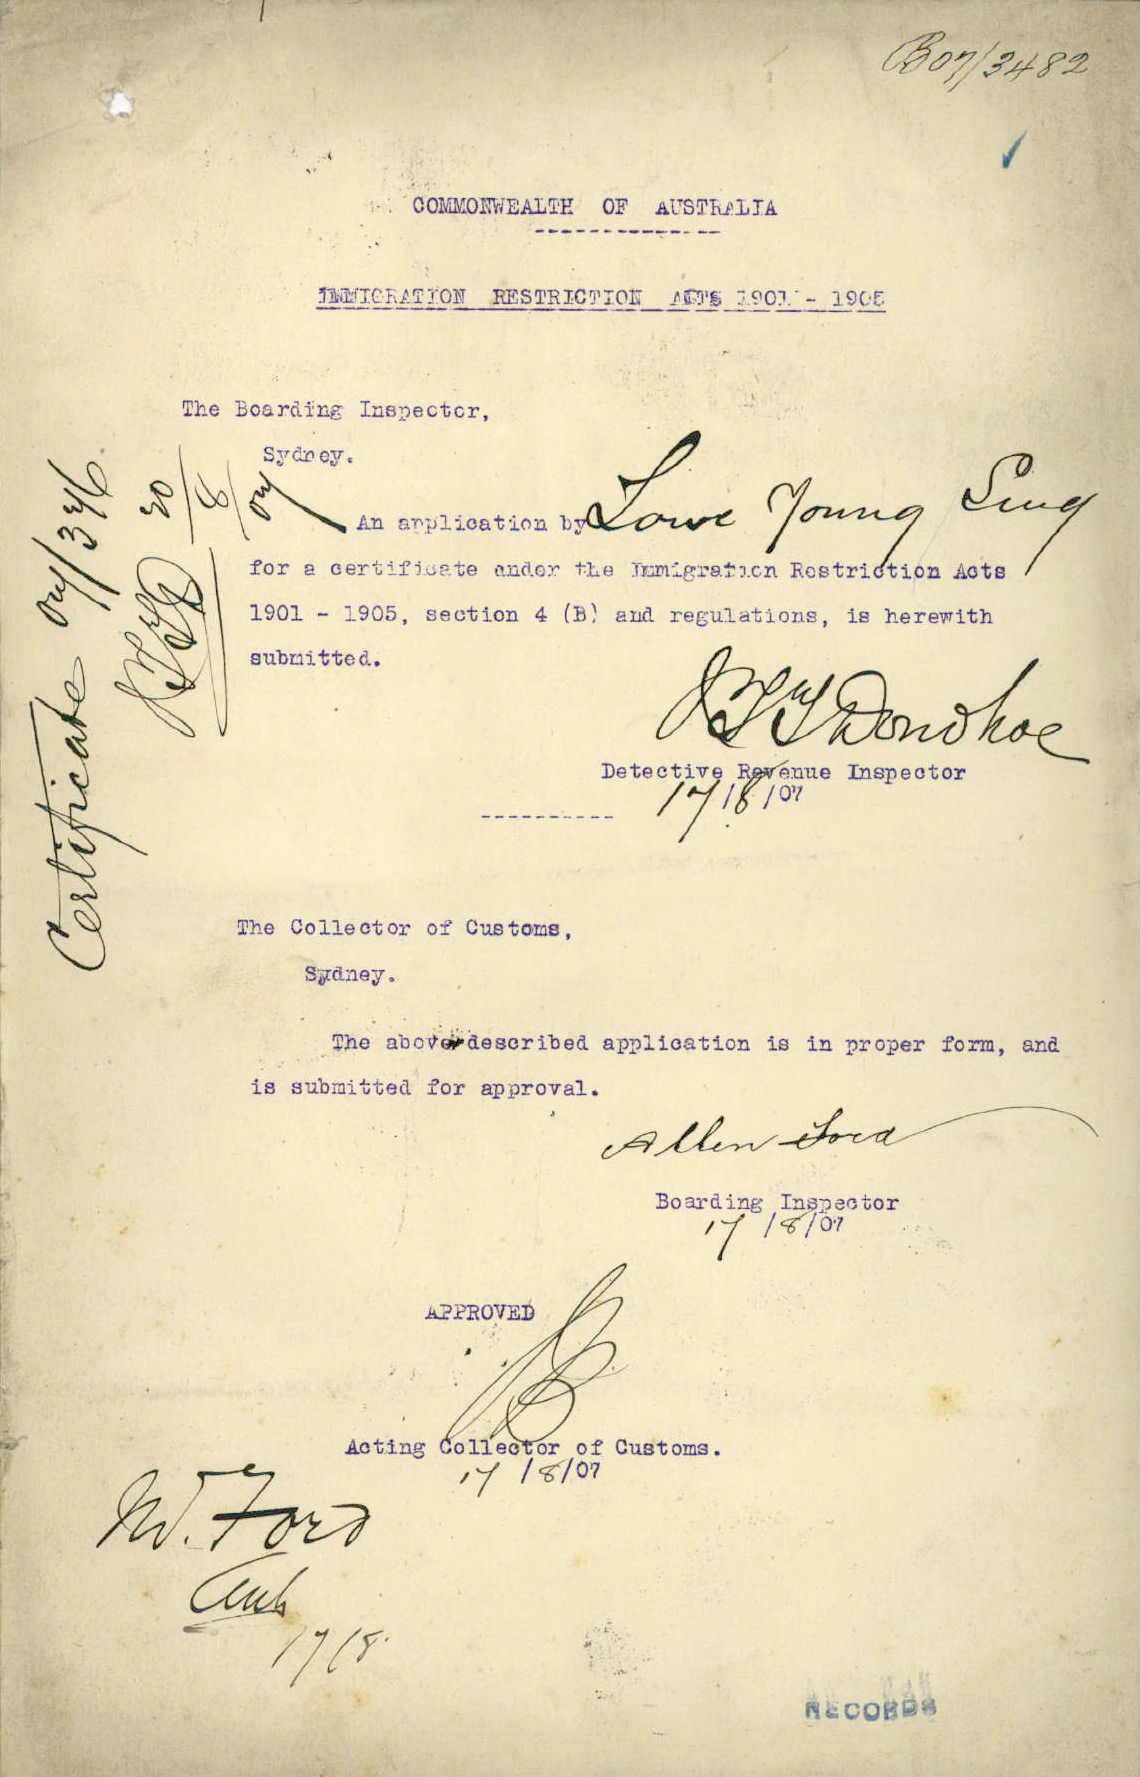 B07/3482
COMMONWEALTH OF AUSTRALIA
IMMIGRATION RESTRICTION ACTS 1901 - 1905
The Boarding Inspector,
Sydney.
An application by Lowe Young Sing
for a certificate under the Immigration Restriction Acts
1901 - 1905, section 4 (B) and regulations, is herewith
submitted.
Donohoe
Detective Revenue Inspector
17/8/07
Certificate 07/376
20/8/07
The Collector of Customs,
Sydney.
The above described application is in proper form, and
is submitted for approval.
Allen Ford
Boarding Inspector
17/8/07
APPROVED
Acting Collector of Customs.
17/8/07
Mr. Ford
17/8
RECORDS